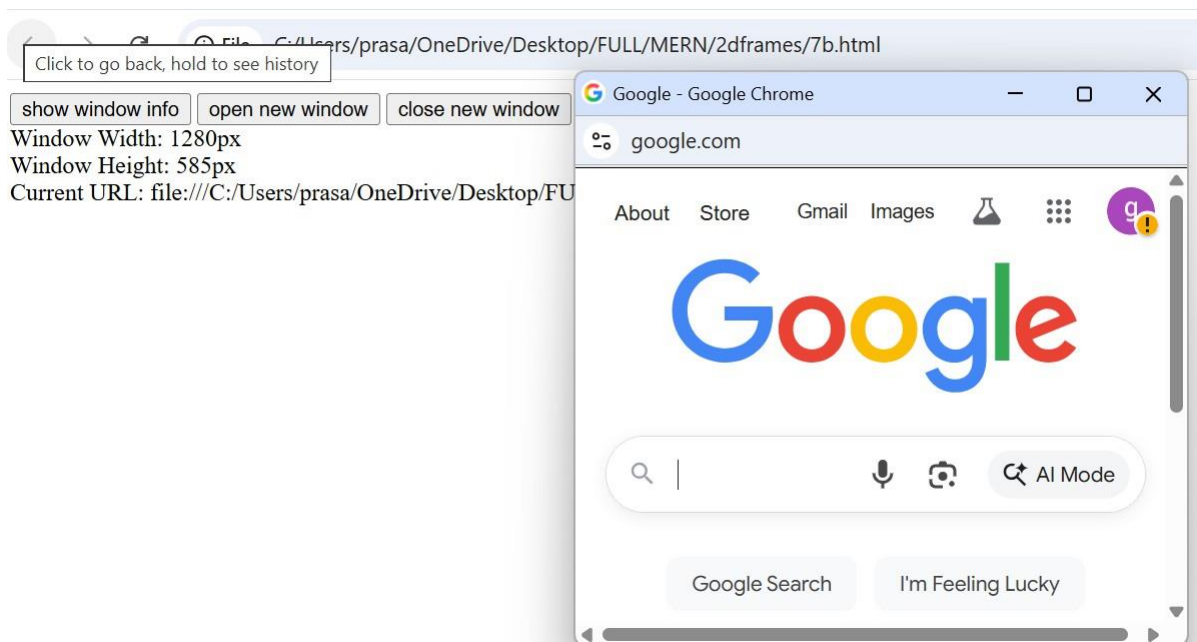 File C:/Users/prasa/OneDrive/Desktop/FULL/MERN/2dframes/7b.html
Click to go back, hold to see history
show window info open new window close new window
Window Width: 1280px
Window Height: 585px
Current URL: file:///C:/Users/prasa/OneDrive/Desktop/FU
Google - Google Chrome
google.com
About Store Gmail Images g
Google
AI Mode
Google Search I'm Feeling Lucky